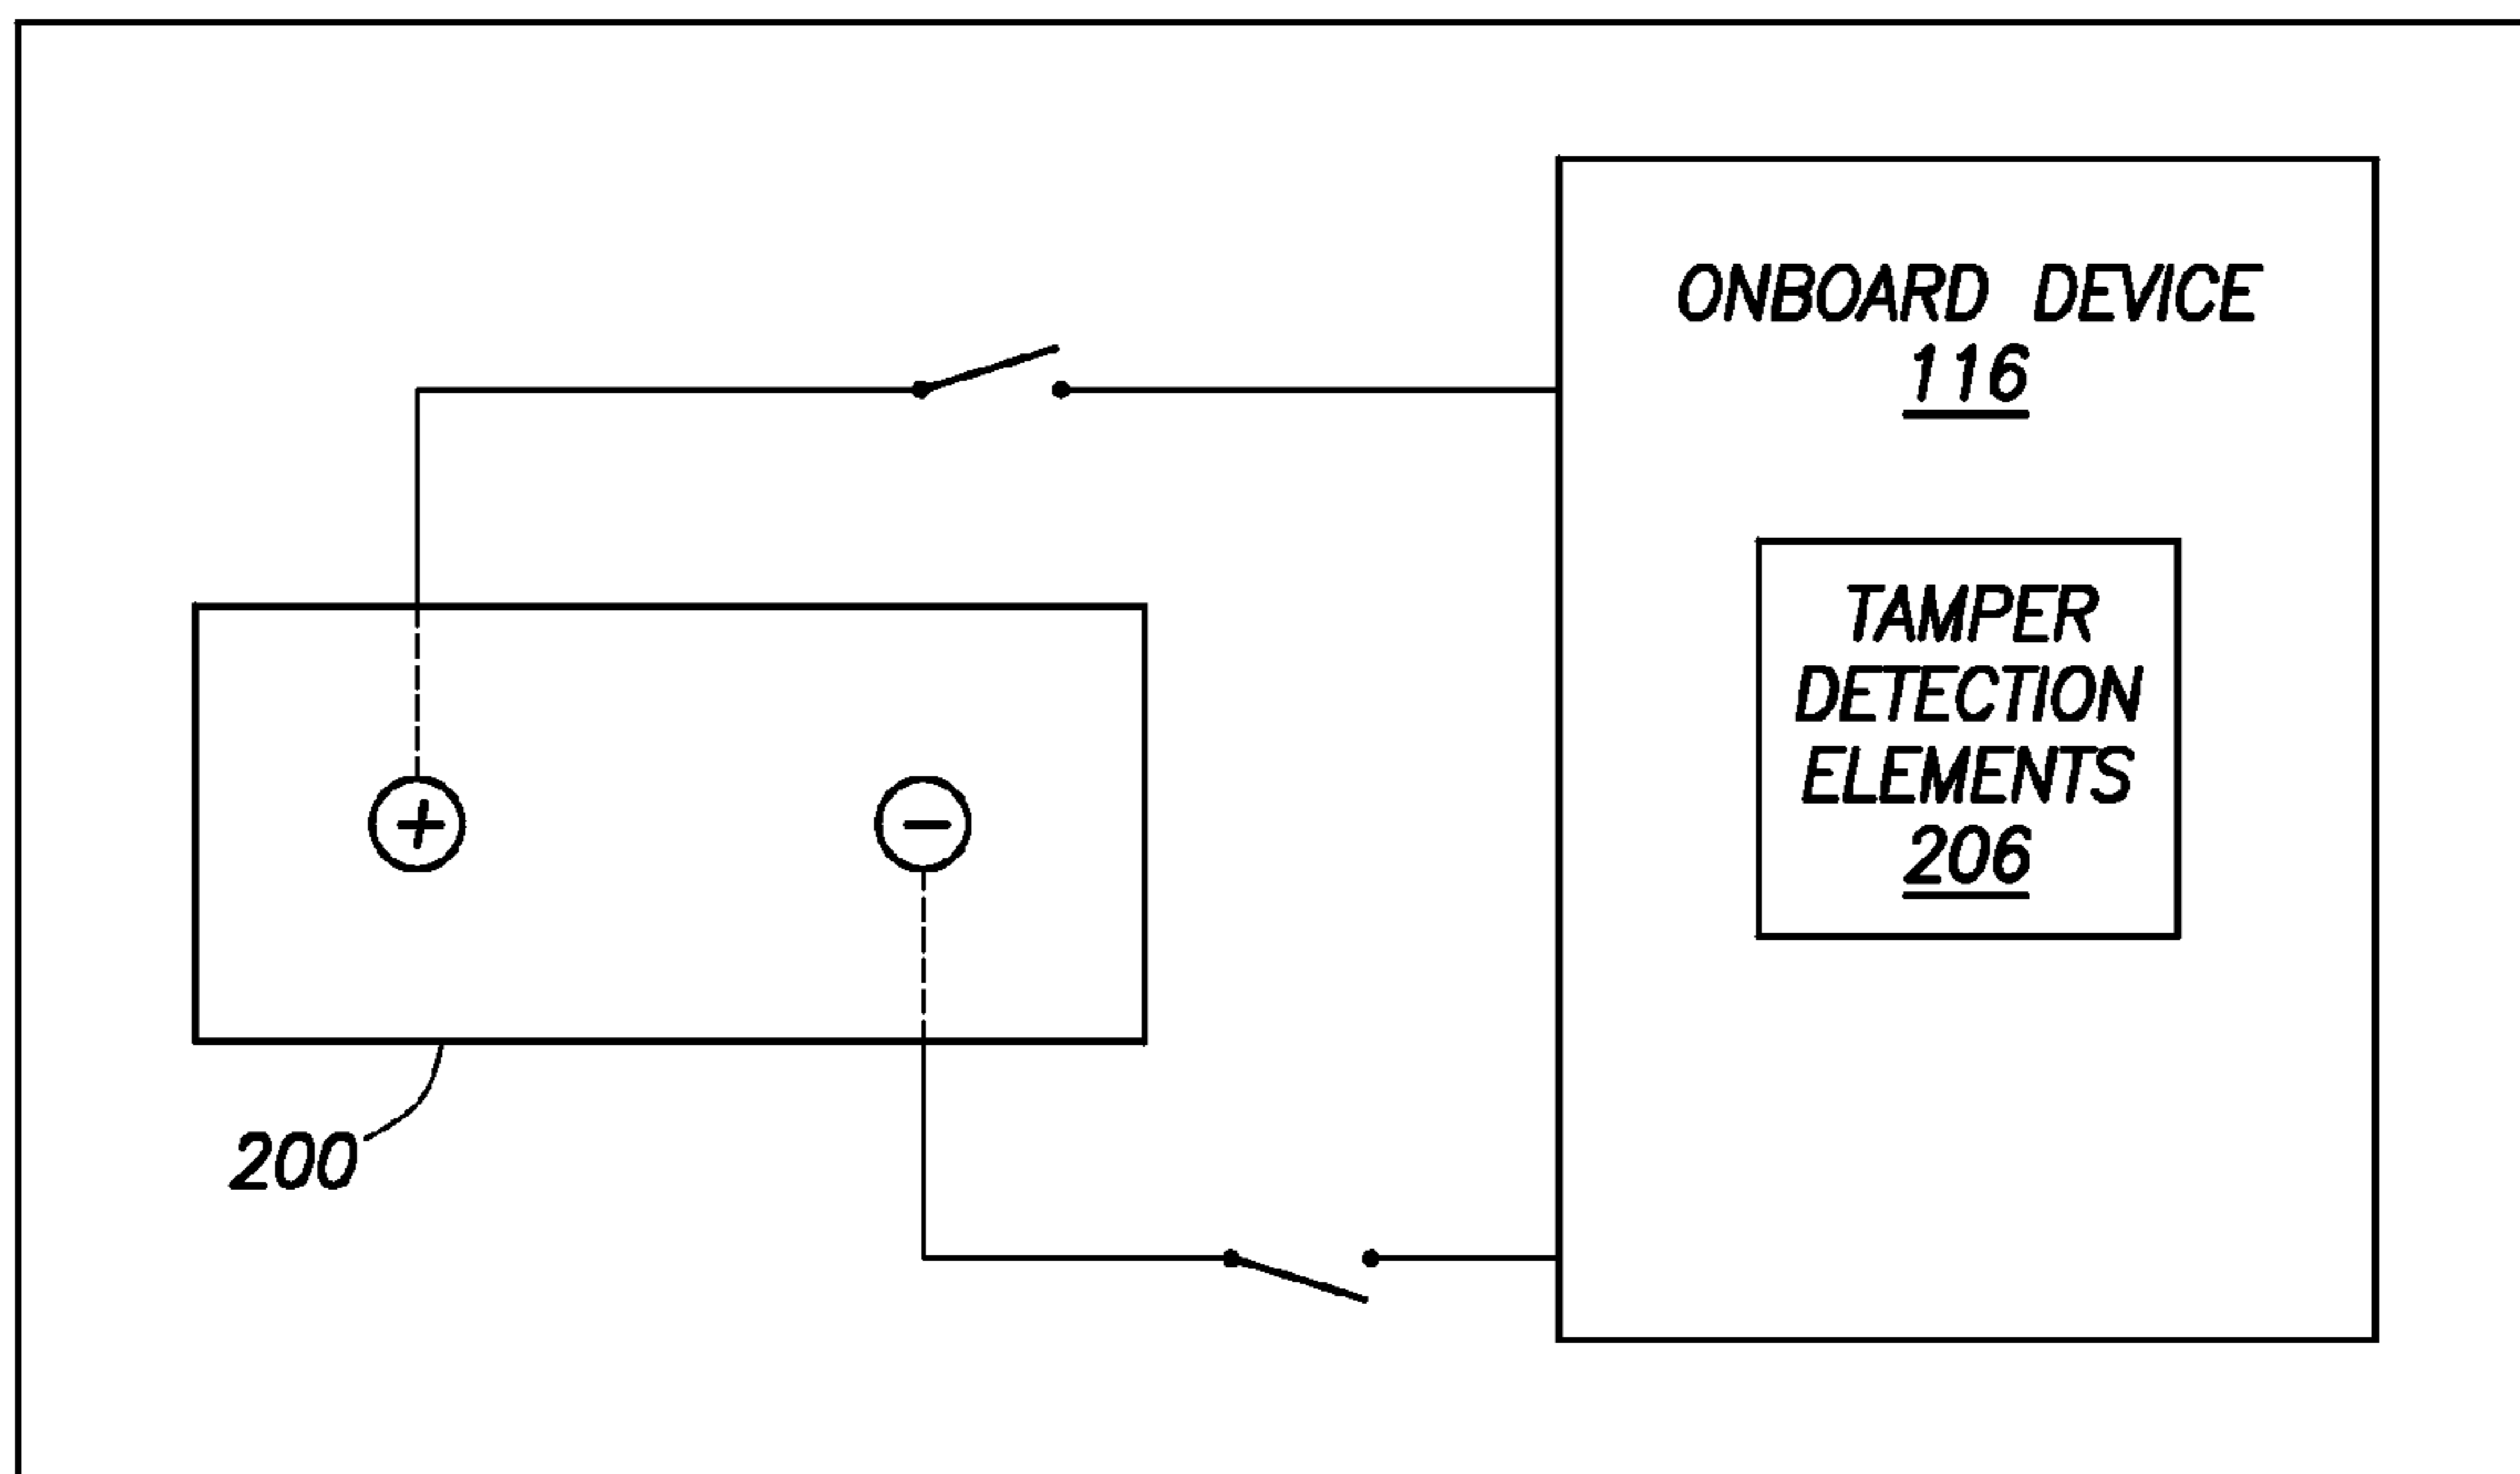 ONBOARD DEVICE
116
TAMPER
DETECTION
ELEMENTS
206
+
−
200